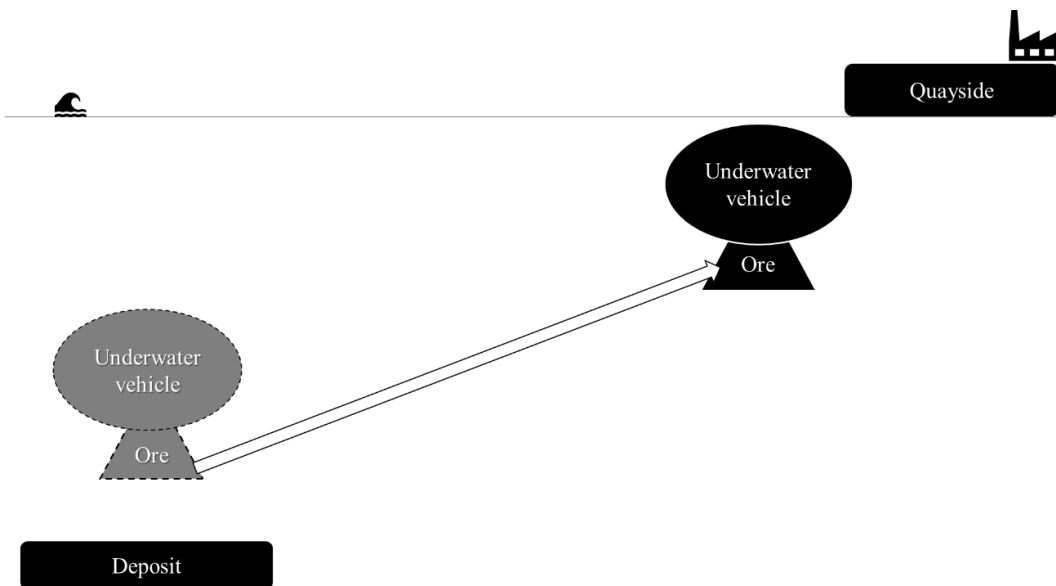 Quayside
Underwater
vehicle
Ore
Underwater
vehicle
Ore
Deposit